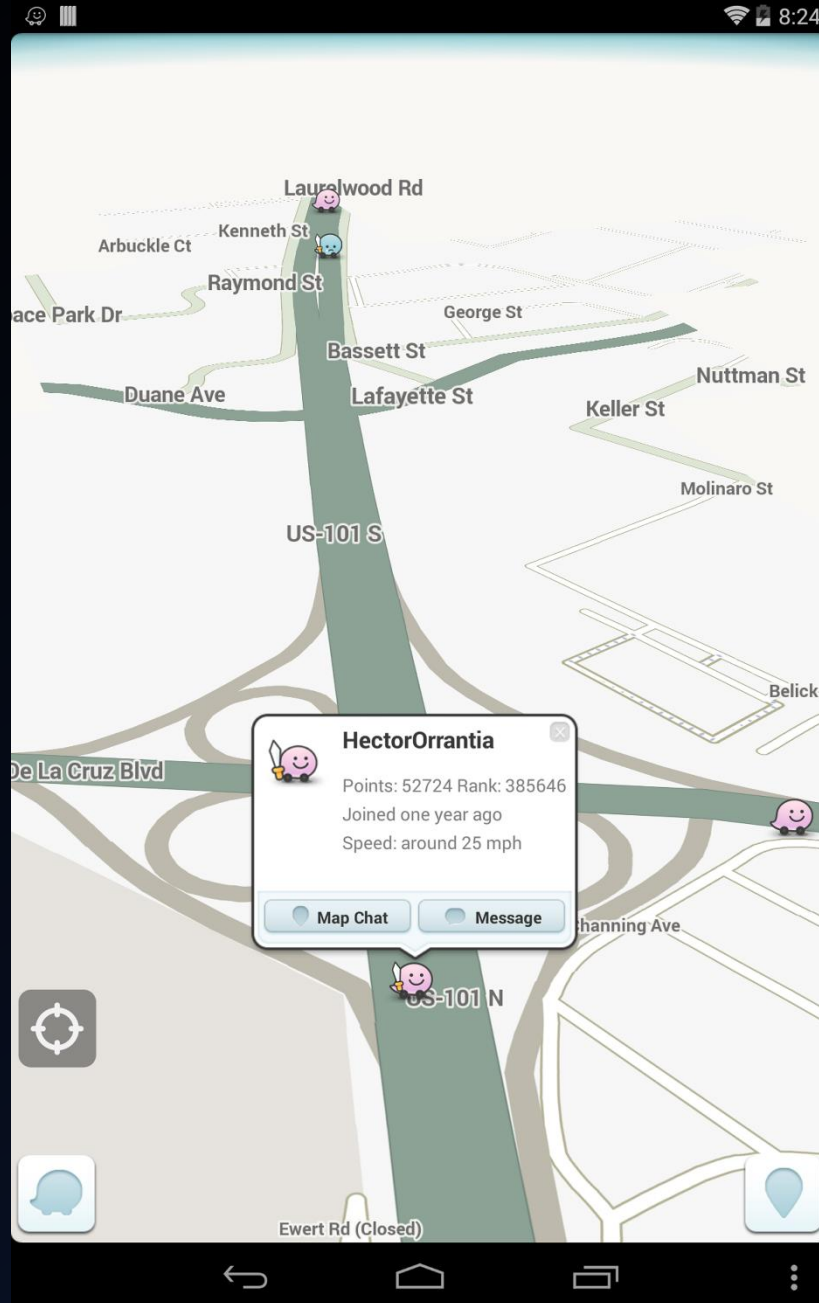 8:24
Laurelwood Rd
Kenneth St
Arbuckle Ct
Raymond St
George St
ace Park Dr
Bassett St
Nuttman St
Duane Ave
Lafayette St
Keller St
Molinaro St
US-101 S
Belick
HectorOrrantia
De La Cruz Blvd
Points: 52724 Rank: 385646
Joined one year ago
Speed: around 25 mph
Map Chat
Message
hanning Ave
US-101 N
Ewert Rd (Closed)